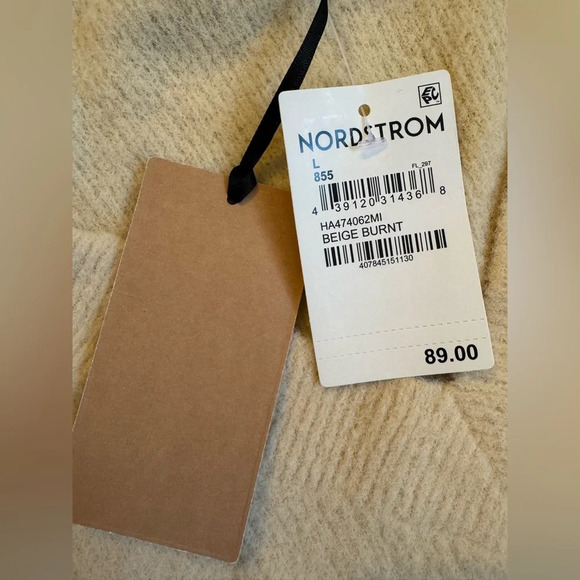 NORDSTROM
L
855
FL_297
4 39120 31436 8
HA474062MI
BEIGE BURNT
407845151130
89.00